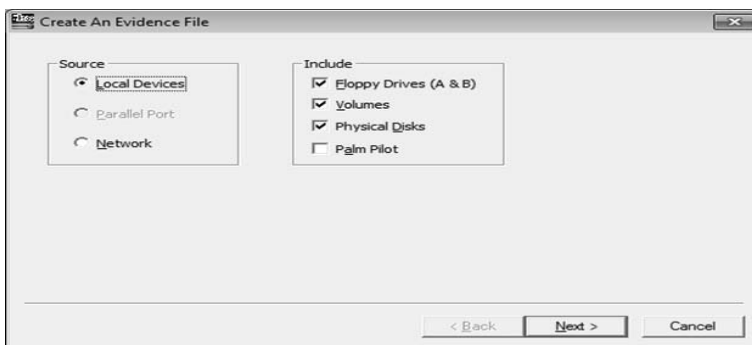 Create An Evidence File
Source
Local Devices
Parallel Port
Network
Include
Floppy Drives (A & B)
Volumes
Physical Disks
Palm Pilot
< Back
Next >
Cancel